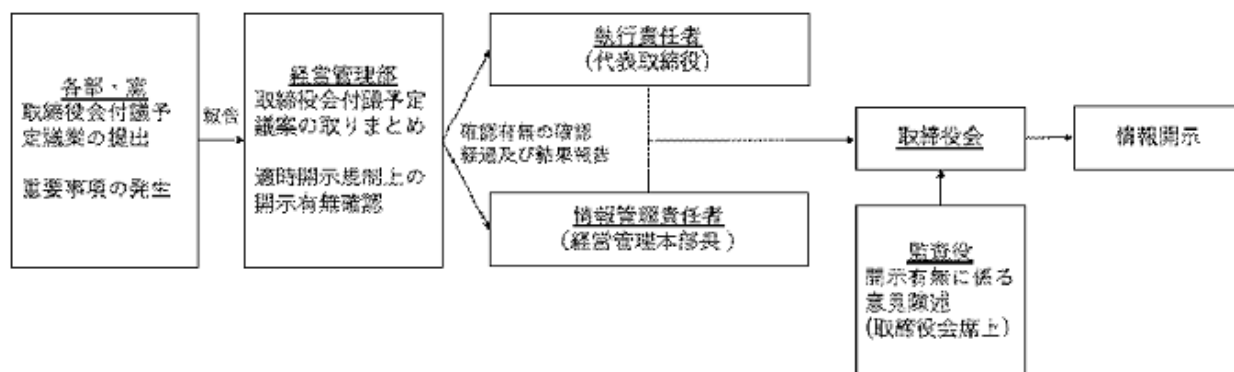 各部・室
取締役会付議予
定議案の提出
重要事項の発生
報告
経営管理部
取締役会付議予定
議案の取りまとめ
適時開示規制上の
開示有無確認
執行責任者
(代表取締役)
確認有無の確認
経過及び結果報告
情報管理責任者
(経営管理本部長)
取締役会
情報開示
監査役
開示有無に係る
意見陳述
(取締役会席上)